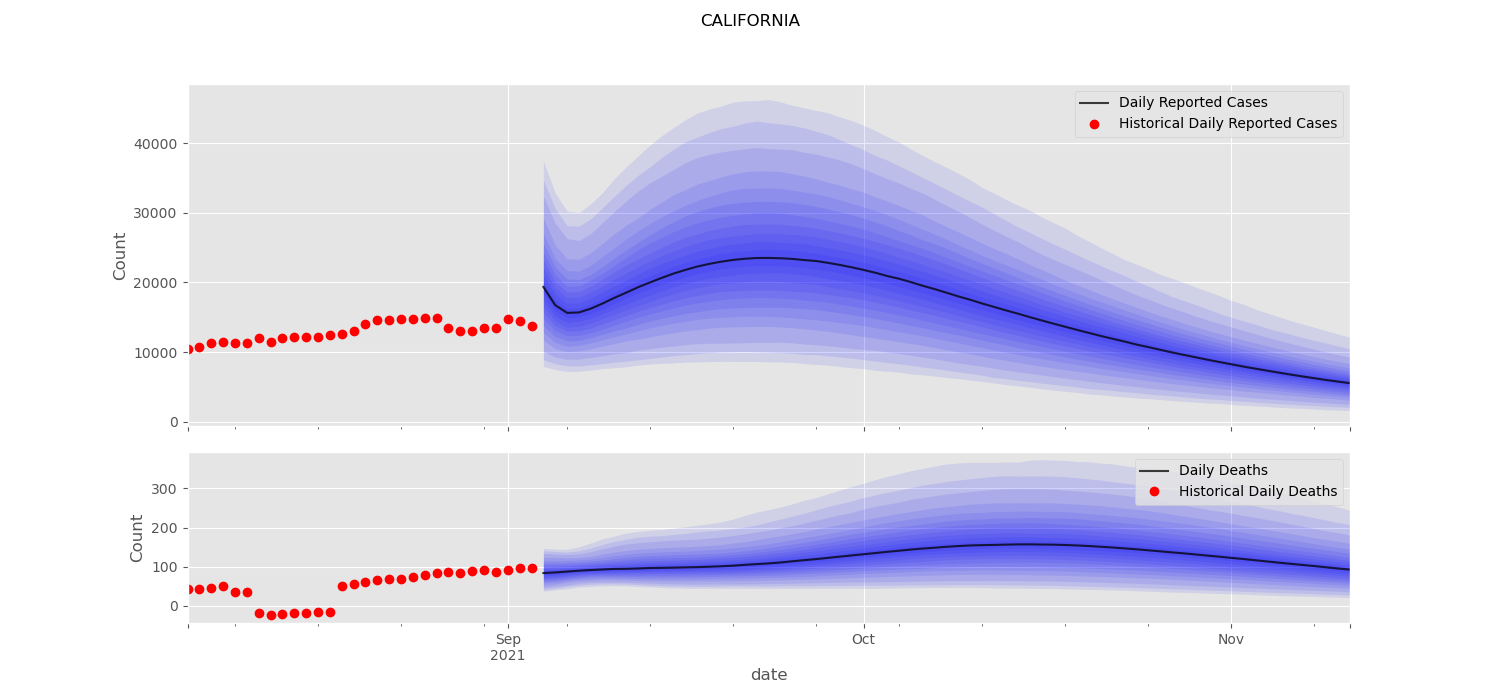 CALIFORNIA
Daily Reported Cases
Historical Daily Reported Cases
40000
30000
20000
10000
0
Count
Daily Deaths
Historical Daily Deaths
300
200
100
0
Count
Sep
2021
Oct
Nov
date